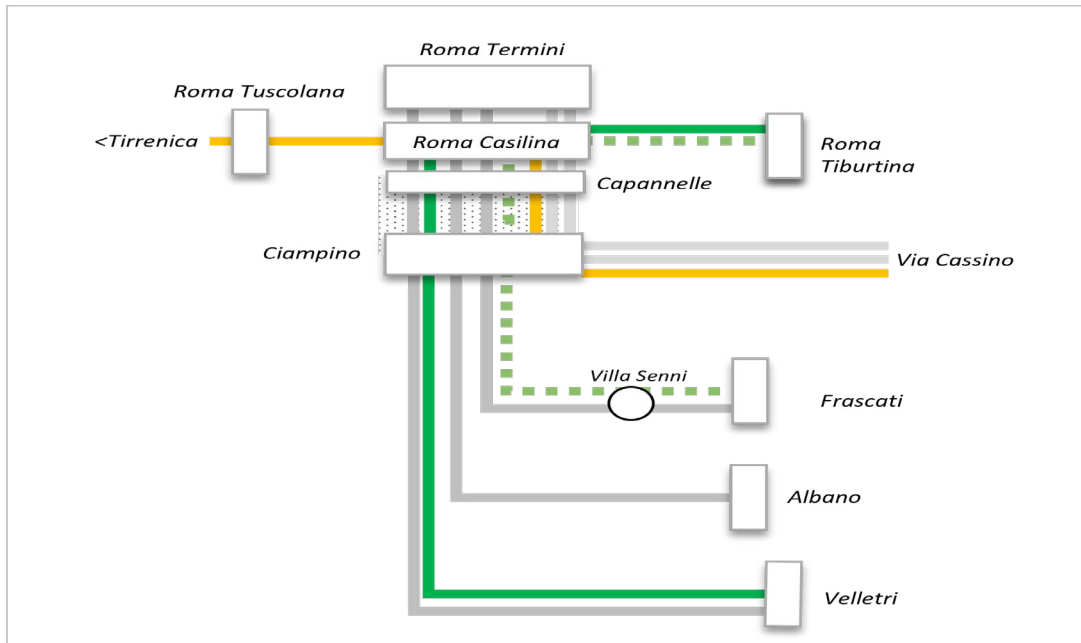 Roma Termini
Roma Tuscolana
<Tirrenica
Roma Casilina
Roma
Tiburtina
Capannelle
Ciampino
Via Cassino
Villa Senni
Frascati
Albano
Velletri